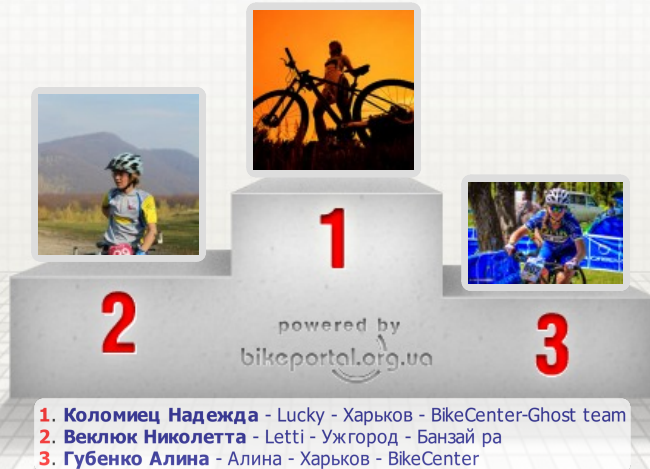 1
2
3
powered by
bikeportal.org.ua
1. Коломиец Надежда - Lucky - Харьков - BikeCenter-Ghost team
2. Веклюк Николетта - Letti - Ужгород - Банзай ра
3. Губенко Алина - Алина - Харьков - BikeCenter